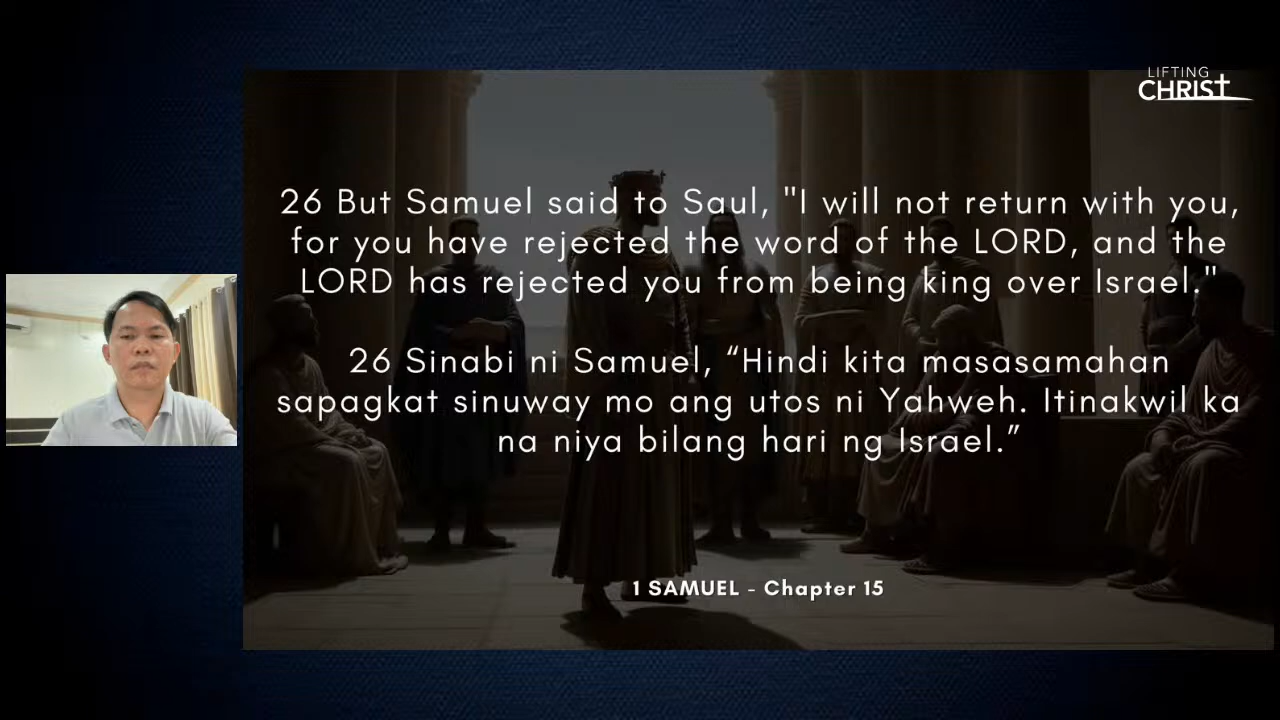 LIFTING
CHRIST
26 But Samuel said to Saul, "I will not return with you,
for you have rejected the word of the LORD, and the
LORD has rejected you from being king over Israel."
26 Sinabi ni Samuel, “Hindi kita masasamahan
sapagkat sinuway mo ang utos ni Yahweh. Itinakwil ka
na niya bilang hari ng Israel.”
1 SAMUEL - Chapter 15